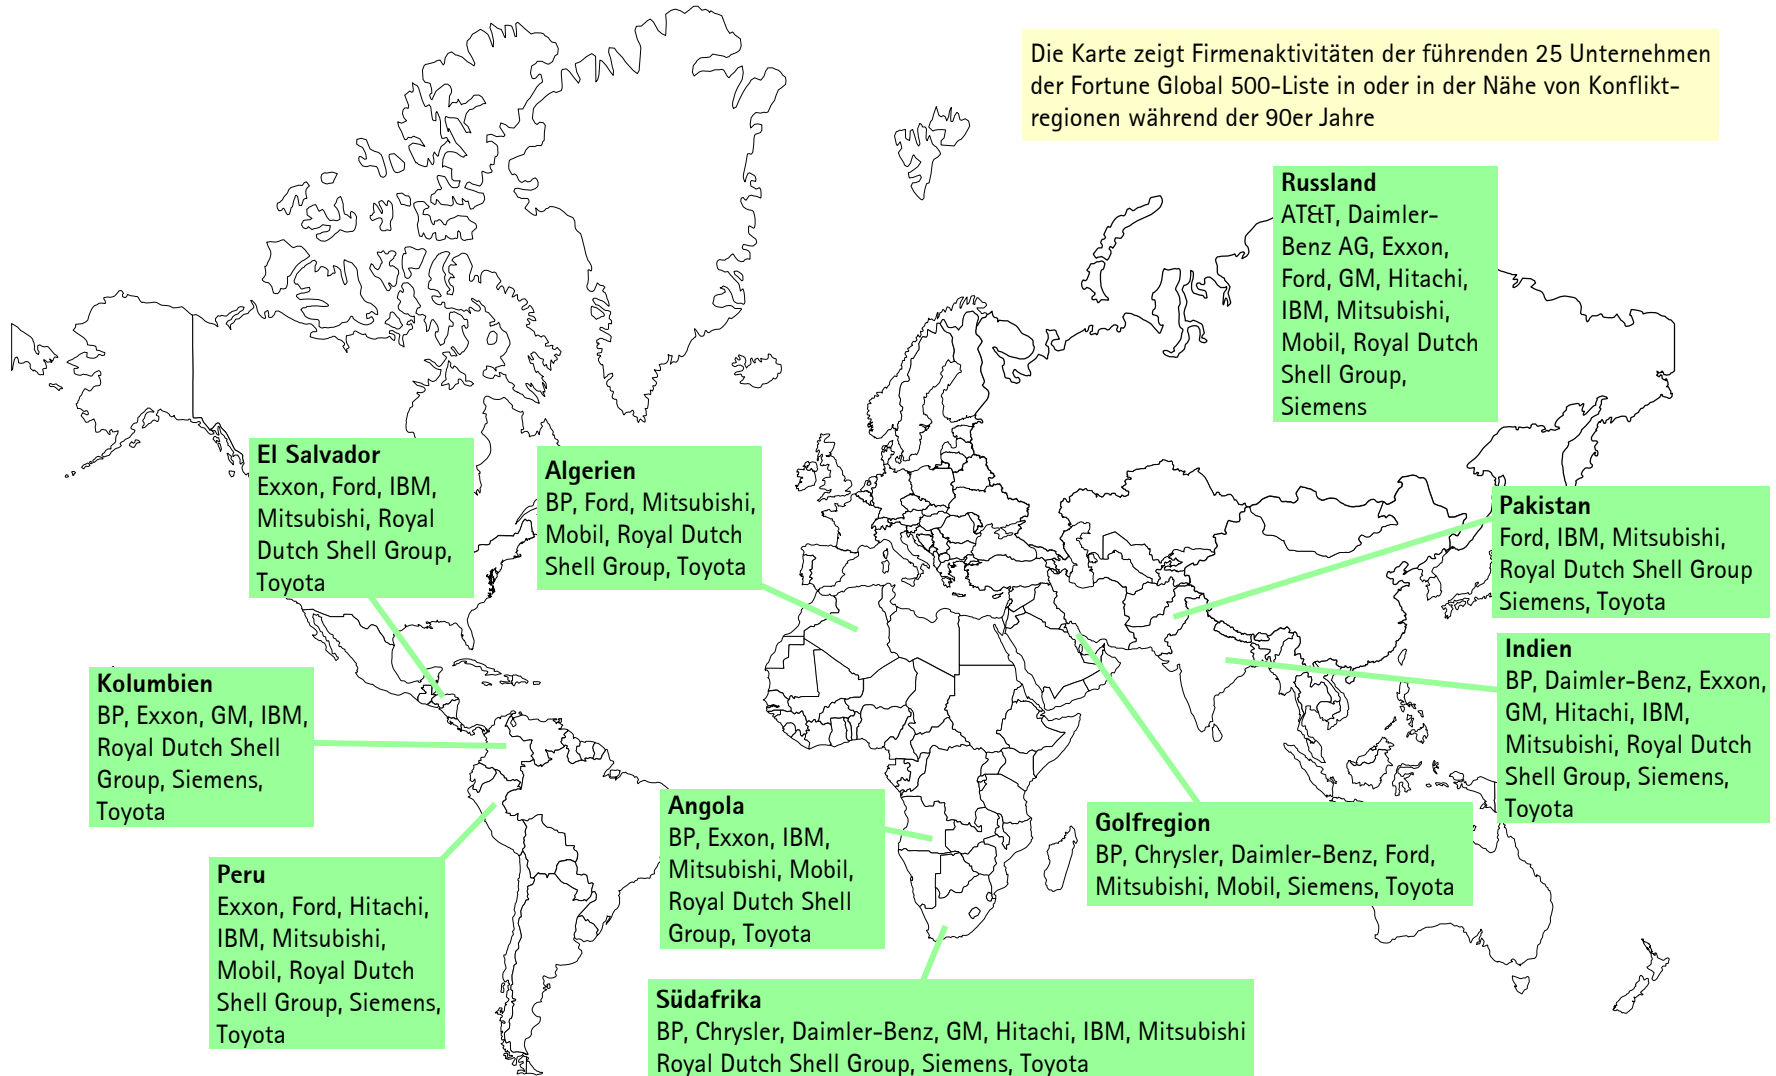 Die Karte zeigt Firmenaktivitäten der führenden 25 Unternehmen
der Fortune Global 500-Liste in oder in der Nähe von Konflikt-
regionen während der 90er Jahre
Russland
AT&T, Daimler-
Benz AG, Exxon,
Ford, GM, Hitachi,
IBM, Mitsubishi,
Mobil, Royal Dutch
Shell Group,
Siemens
El Salvador
Exxon, Ford, IBM,
Mitsubishi, Royal
Dutch Shell Group,
Toyota
Algerien
BP, Ford, Mitsubishi,
Mobil, Royal Dutch
Shell Group, Toyota
Pakistan
Ford, IBM, Mitsubishi,
Royal Dutch Shell Group
Siemens, Toyota
Indien
BP, Daimler-Benz, Exxon,
GM, Hitachi, IBM,
Mitsubishi, Royal Dutch
Shell Group, Siemens,
Toyota
Kolumbien
BP, Exxon, GM, IBM,
Royal Dutch Shell
Group, Siemens,
Toyota
Angola
BP, Exxon, IBM,
Mitsubishi, Mobil,
Royal Dutch Shell
Group, Toyota
Golfregion
BP, Chrysler, Daimler-Benz, Ford,
Mitsubishi, Mobil, Siemens, Toyota
Peru
Exxon, Ford, Hitachi,
IBM, Mitsubishi,
Mobil, Royal Dutch
Shell Group, Siemens,
Toyota
Südafrika
BP, Chrysler, Daimler-Benz, GM, Hitachi, IBM, Mitsubishi
Royal Dutch Shell Group, Siemens, Toyota